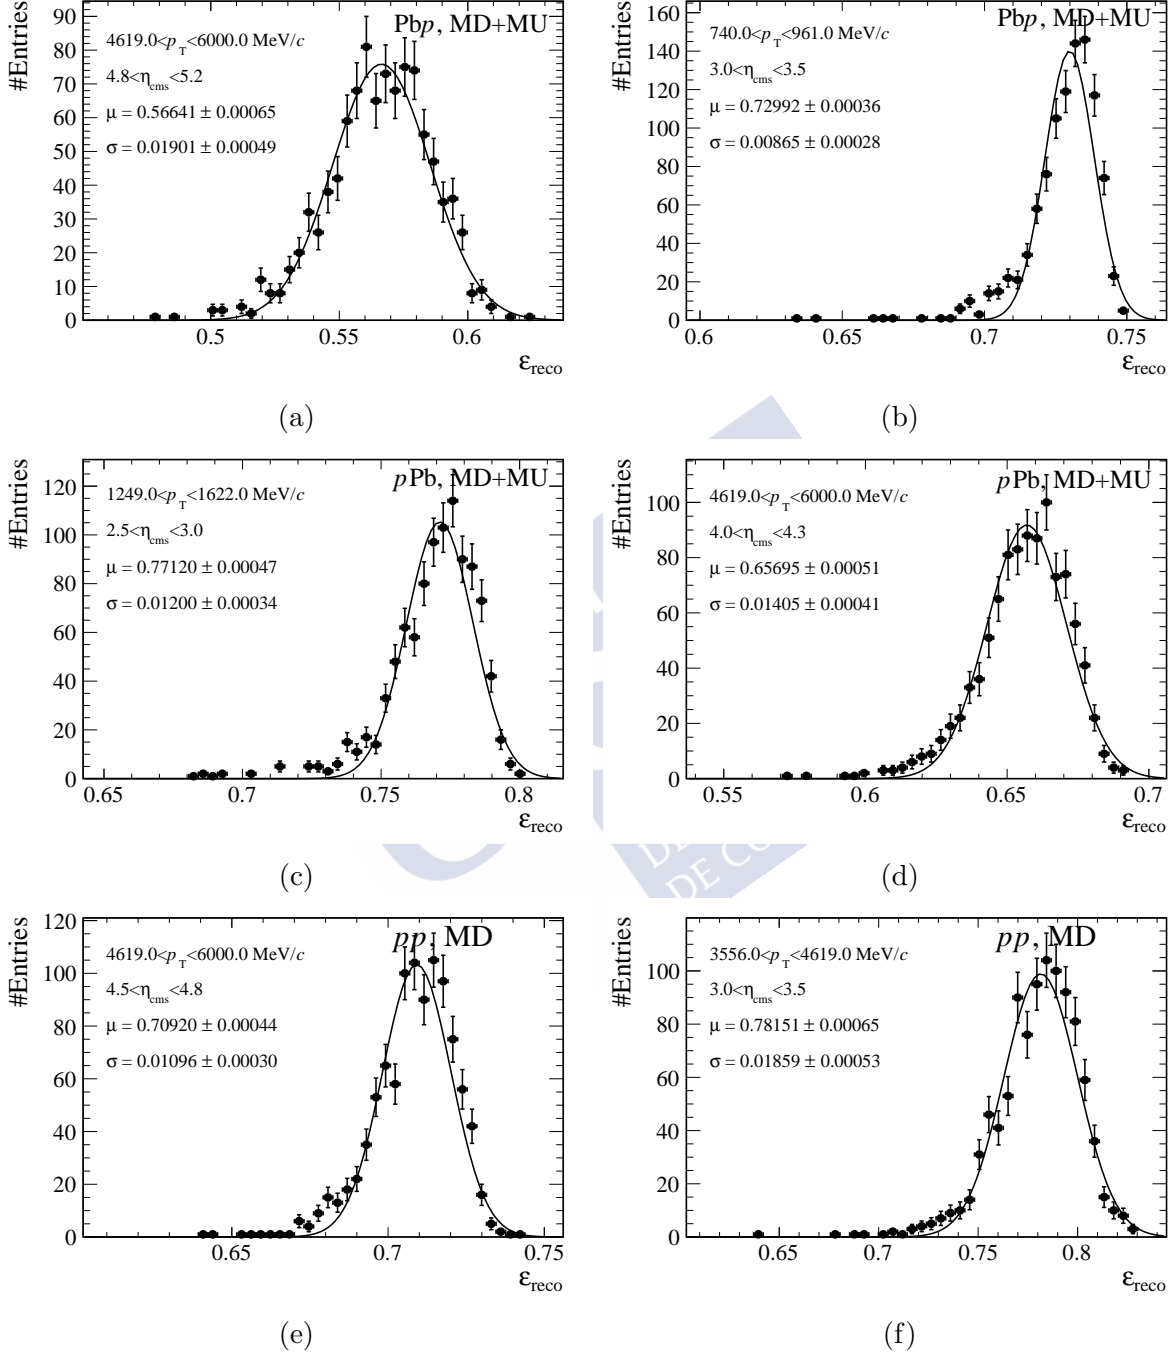 #Entries
90
80
70
60
50
40
30
20
10
0
Pbp, MD+MU
4619.0<p_T<6000.0 MeV/c
4.8<η_cms<5.2
μ = 0.56641 ± 0.00065
σ = 0.01901 ± 0.00049
0.5 0.55 0.6
ε_reco
(a)
#Entries
160
140
120
100
80
60
40
20
0
Pbp, MD+MU
740.0<p_T<961.0 MeV/c
3.0<η_cms<3.5
μ = 0.72992 ± 0.00036
σ = 0.00865 ± 0.00028
0.6 0.65 0.7 0.75
ε_reco
(b)
#Entries
120
100
80
60
40
20
0
pPb, MD+MU
1249.0<p_T<1622.0 MeV/c
2.5<η_cms<3.0
μ = 0.77120 ± 0.00047
σ = 0.01200 ± 0.00034
0.65 0.7 0.75 0.8
ε_reco
(c)
#Entries
100
80
60
40
20
0
pPb, MD+MU
4619.0<p_T<6000.0 MeV/c
4.0<η_cms<4.3
μ = 0.65695 ± 0.00051
σ = 0.01405 ± 0.00041
0.55 0.6 0.65 0.7
ε_reco
(d)
DE CO
#Entries
120
100
80
60
40
20
0
pp, MD
4619.0<p_T<6000.0 MeV/c
4.5<η_cms<4.8
μ = 0.70920 ± 0.00044
σ = 0.01096 ± 0.00030
0.65 0.7 0.75
ε_reco
(e)
#Entries
100
80
60
40
20
0
pp, MD
3556.0<p_T<4619.0 MeV/c
3.0<η_cms<3.5
μ = 0.78151 ± 0.00065
σ = 0.01859 ± 0.00053
0.65 0.7 0.75 0.8
ε_reco
(f)